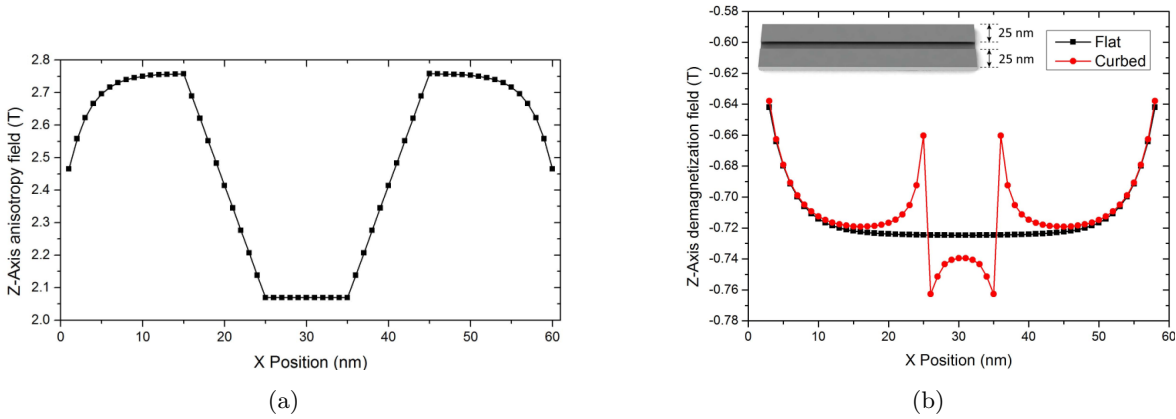 2.8
2.7
2.6
2.5
2.4
2.3
2.2
2.1
2.0
Z-Axis anisotropy field (T)
0 10 20 30 40 50 60
X Position (nm)
(a)
-0.58
-0.60
-0.62
-0.64
-0.66
-0.68
-0.70
-0.72
-0.74
-0.76
-0.78
Z-Axis demagnetization field (T)
25 nm
25 nm
Flat
Curbed
0 10 20 30 40 50 60
X Position (nm)
(b)